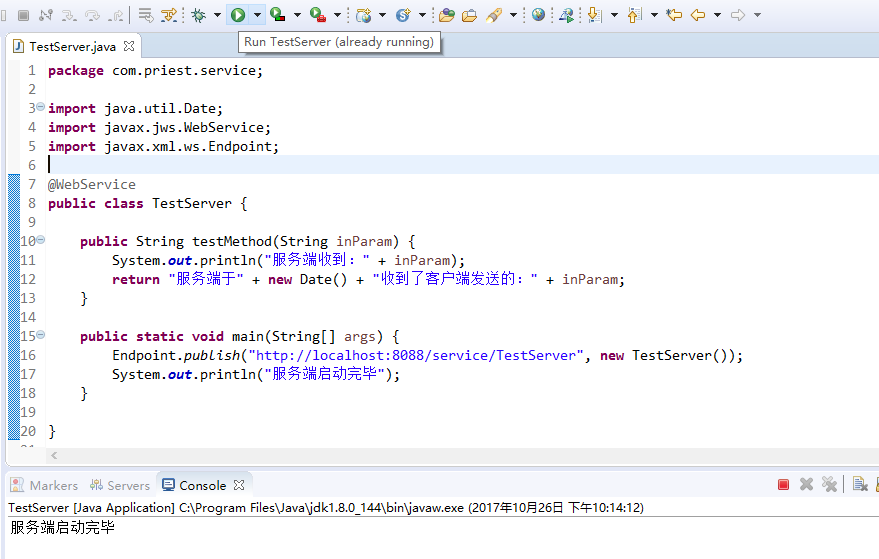 Run TestServer (already running)
TestServer.java
1 package com.priest.service;
2
3 import java.util.Date;
4 import javax.jws.WebService;
5 import javax.xml.ws.Endpoint;
6
7 @WebService
8 public class TestServer {
9
10 public String testMethod(String inParam) {
11 System.out.println("服务端收到：" + inParam);
12 return "服务端于" + new Date() + "收到了客户端发送的：" + inParam;
13 }
14
15 public static void main(String[] args) {
16 Endpoint.publish("http://localhost:8088/service/TestServer", new TestServer());
17 System.out.println("服务端启动完毕");
18 }
19
20 }
Markers Servers Console
TestServer [Java Application] C:\Program Files\Java\jdk1.8.0_144\bin\javaw.exe (2017年10月26日 下午10:14:12)
服务端启动完毕